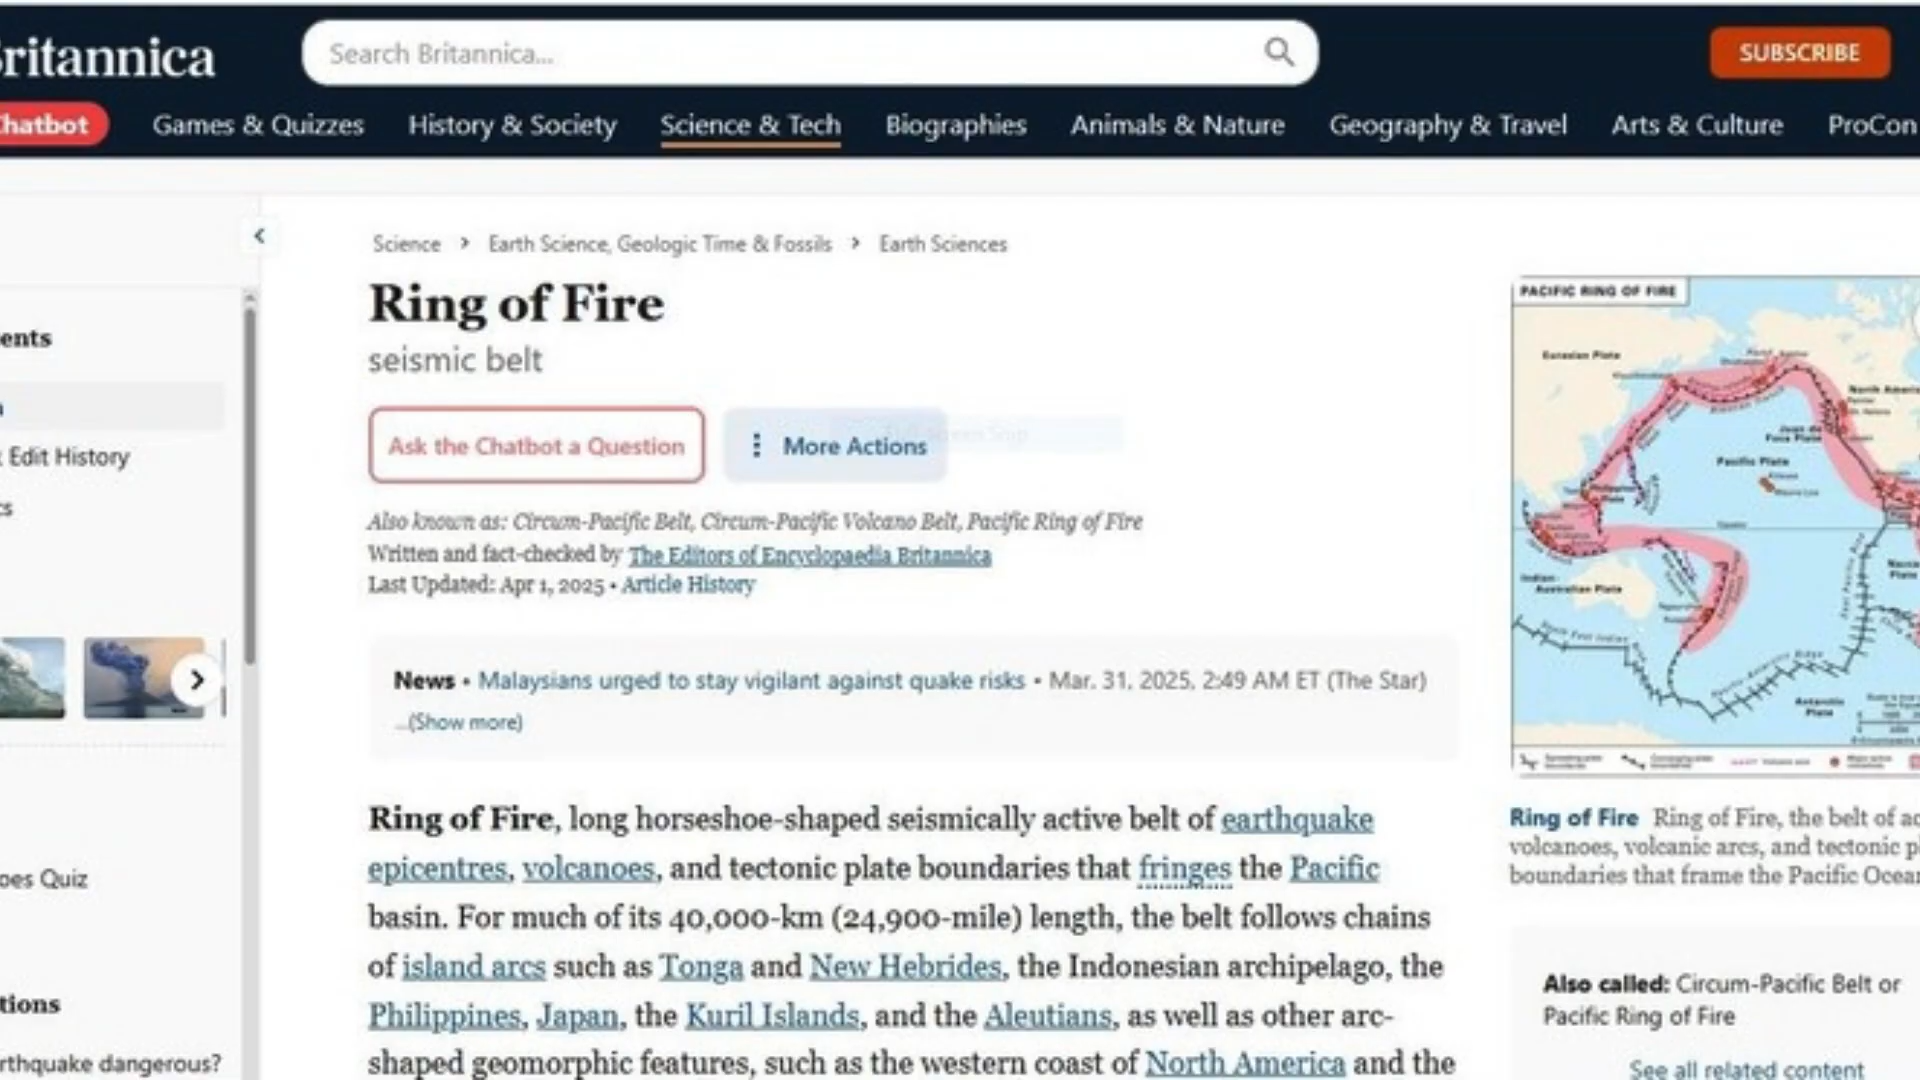 ritannica
Search Britannica...
SUBSCRIBE
Chatbot
Games & Quizzes
History & Society
Science & Tech
Biographies
Animals & Nature
Geography & Travel
Arts & Culture
ProCon
Science > Earth Science, Geologic Time & Fossils > Earth Sciences
Ring of Fire
seismic belt
Ask the Chatbot a Question
More Actions
Also known as: Circum-Pacific Belt, Circum-Pacific Volcano Belt, Pacific Ring of Fire
Written and fact-checked by The Editors of Encyclopaedia Britannica
Last Updated: Apr 1, 2025 • Article History
News • Malaysians urged to stay vigilant against quake risks • Mar. 31, 2025, 2:49 AM ET (The Star)
...(Show more)
Ring of Fire, long horseshoe-shaped seismically active belt of earthquake
epicentres, volcanoes, and tectonic plate boundaries that fringes the Pacific
basin. For much of its 40,000-km (24,900-mile) length, the belt follows chains
of island arcs such as Tonga and New Hebrides, the Indonesian archipelago, the
Philippines, Japan, the Kuril Islands, and the Aleutians, as well as other arc-
shaped geomorphic features, such as the western coast of North America and the
ents
Edit History
oes Quiz
tions
rthquake dangerous?
PACIFIC RING OF FIRE
Eurasian Plate
North Ameri
Juan de
Fuca Plate
Pacific Plate
Indian-
Australian Plate
Nazca
Plate
Antarctic
Plate
Ring of Fire Ring of Fire, the belt of ac
volcanoes, volcanic arcs, and tectonic p
boundaries that frame the Pacific Ocean
Also called: Circum-Pacific Belt or
Pacific Ring of Fire
See all related content